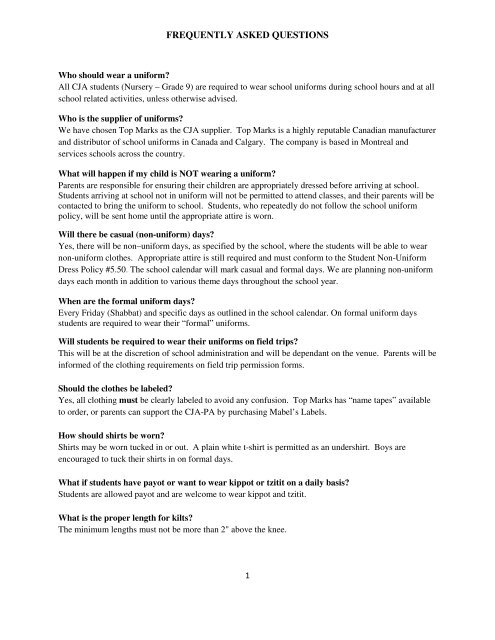 FREQUENTLY ASKED QUESTIONS
Who should wear a uniform?
All CJA students (Nursery – Grade 9) are required to wear school uniforms during school hours and at all
school related activities, unless otherwise advised.
Who is the supplier of uniforms?
We have chosen Top Marks as the CJA supplier. Top Marks is a highly reputable Canadian manufacturer
and distributor of school uniforms in Canada and Calgary. The company is based in Montreal and
services schools across the country.
What will happen if my child is NOT wearing a uniform?
Parents are responsible for ensuring their children are appropriately dressed before arriving at school.
Students arriving at school not in uniform will not be permitted to attend classes, and their parents will be
contacted to bring the uniform to school. Students, who repeatedly do not follow the school uniform
policy, will be sent home until the appropriate attire is worn.
Will there be casual (non-uniform) days?
Yes, there will be non–uniform days, as specified by the school, where the students will be able to wear
non-uniform clothes. Appropriate attire is still required and must conform to the Student Non-Uniform
Dress Policy #5.50. The school calendar will mark casual and formal days. We are planning non-uniform
days each month in addition to various theme days throughout the school year.
When are the formal uniform days?
Every Friday (Shabbat) and specific days as outlined in the school calendar. On formal uniform days
students are required to wear their “formal” uniforms.
Will students be required to wear their uniforms on field trips?
This will be at the discretion of school administration and will be dependant on the venue. Parents will be
informed of the clothing requirements on field trip permission forms.
Should the clothes be labeled?
Yes, all clothing must be clearly labeled to avoid any confusion. Top Marks has “name tapes” available
to order, or parents can support the CJA-PA by purchasing Mabel’s Labels.
How should shirts be worn?
Shirts may be worn tucked in or out. A plain white t-shirt is permitted as an undershirt. Boys are
encouraged to tuck their shirts in on formal days.
What if students have payot or want to wear kippot or tzitit on a daily basis?
Students are allowed payot and are welcome to wear kippot and tzitit.
What is the proper length for kilts?
The minimum lengths must not be more than 2" above the knee.
1